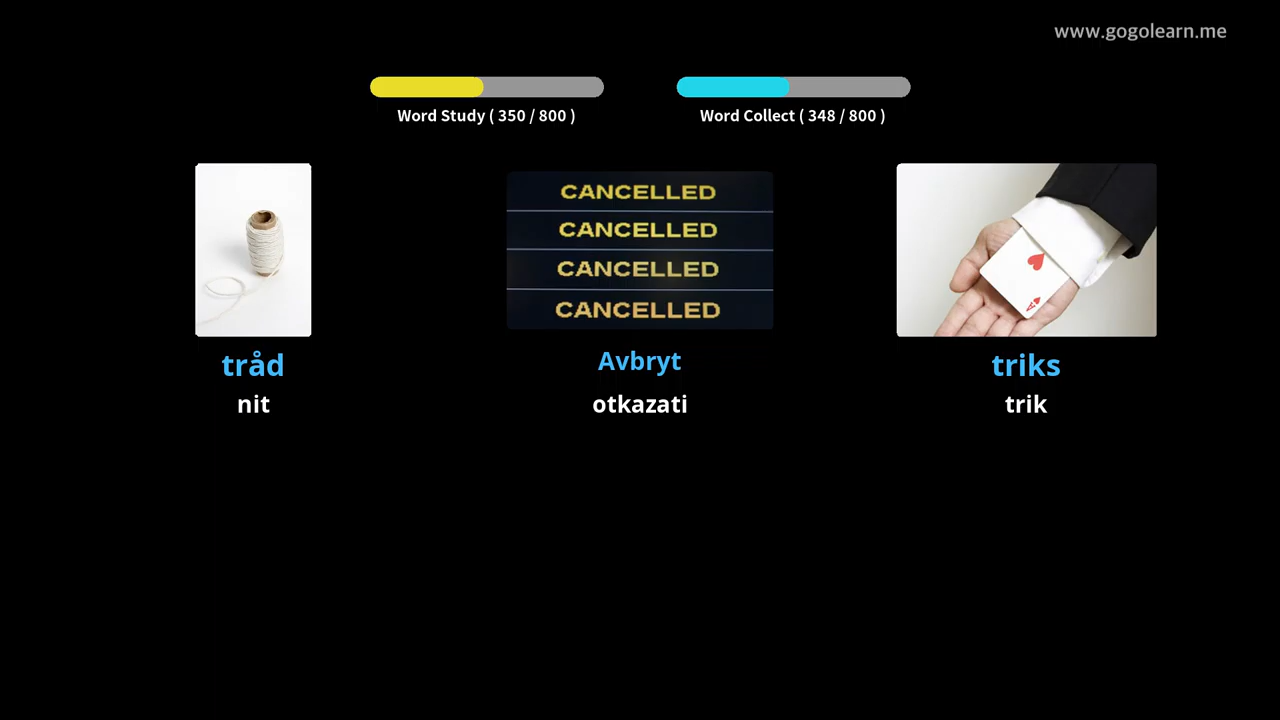 www.gogolearn.me
Word Study ( 350 / 800 )
Word Collect ( 348 / 800 )
CANCELLED
CANCELLED
CANCELLED
CANCELLED
A
tråd
Avbryt
triks
nit
otkazati
trik